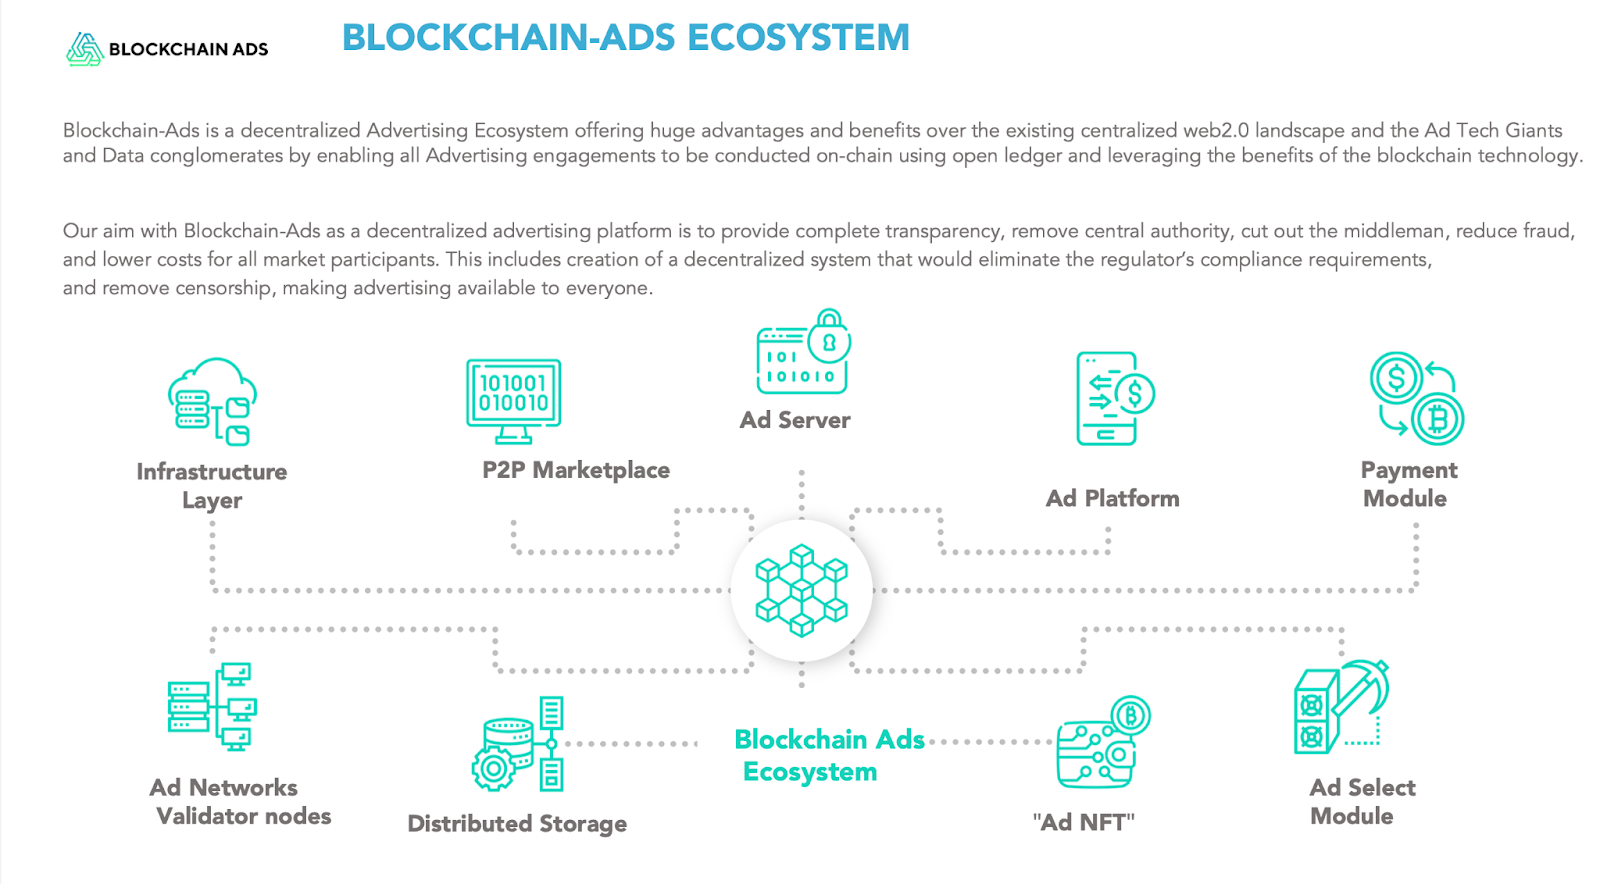 BLOCKCHAIN ADS
BLOCKCHAIN-ADS ECOSYSTEM
Blockchain-Ads is a decentralized Advertising Ecosystem offering huge advantages and benefits over the existing centralized web2.0 landscape and the Ad Tech Giants
and Data conglomerates by enabling all Advertising engagements to be conducted on-chain using open ledger and leveraging the benefits of the blockchain technology.
Our aim with Blockchain-Ads as a decentralized advertising platform is to provide complete transparency, remove central authority, cut out the middleman, reduce fraud,
and lower costs for all market participants. This includes creation of a decentralized system that would eliminate the regulator’s compliance requirements,
and remove censorship, making advertising available to everyone.
101
101010
Ad Server
101001
010010
Infrastructure
Layer
P2P Marketplace
$
Ad Platform
$
Payment
Module
Ad Networks
Validator nodes
Distributed Storage
Blockchain Ads
Ecosystem
"Ad NFT"
Ad Select
Module